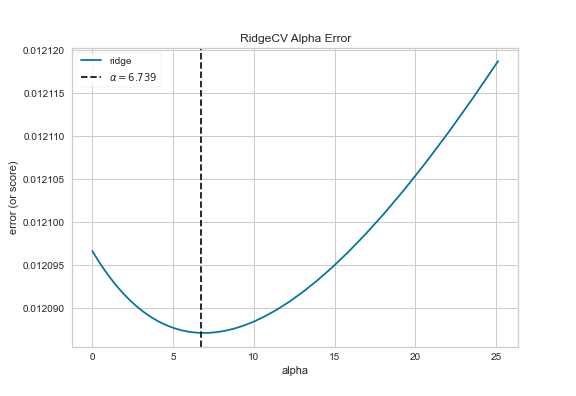 RidgeCV Alpha Error
0.012120
0.012115
0.012110
0.012105
0.012100
0.012095
0.012090
error (or score)
ridge
α = 6.739
0 5 10 15 20 25
alpha